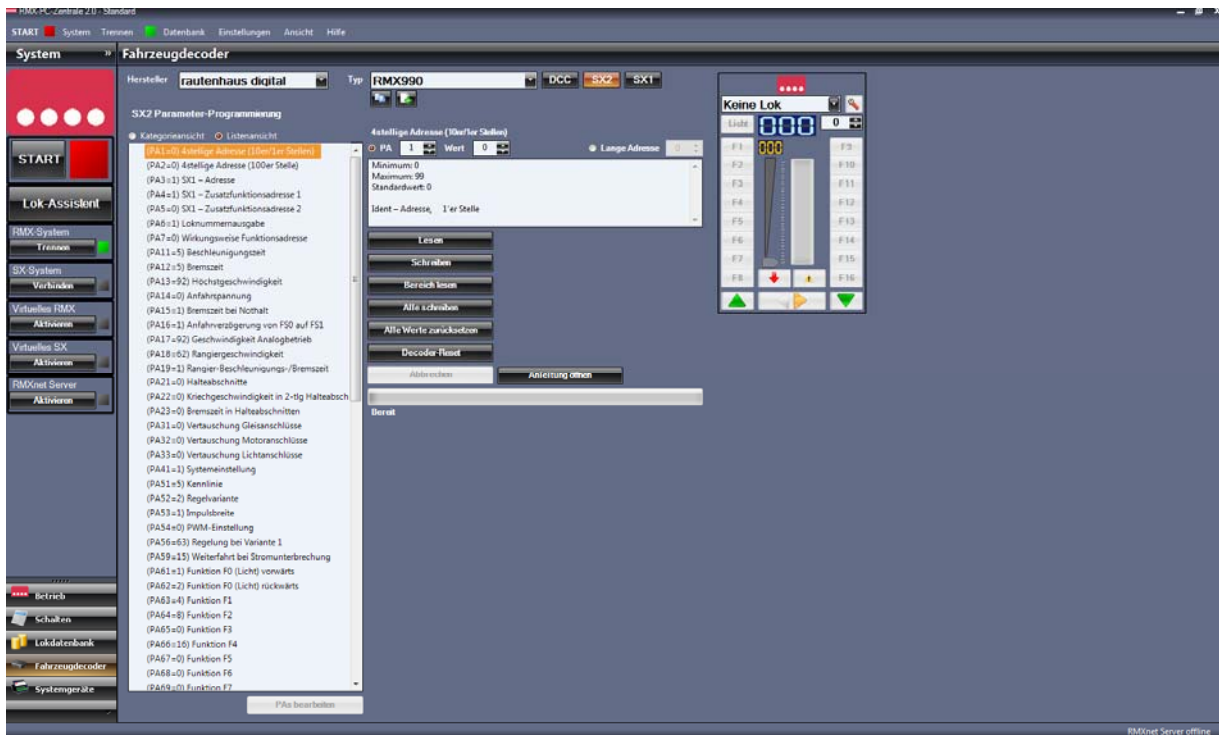 RMX-PC-Zentrale 2.0 - Standard
START System Trennen Datenbank Einstellungen Ansicht Hilfe
System »
Fahrzeugdecoder
START
Lok-Assistent
RMX-System
Trennen
SX-System
Verbinden
Virtuelles RMX
Aktivieren
Virtuelles SX
Aktivieren
RMXnet Server
Aktivieren
Betrieb
Schalten
Lokdatenbank
Fahrzeugdecoder
Systemgeräte
Hersteller rautenhaus digital Typ RMX990 DCC SX2 SX1
SX2 Parameter-Programmierung
Kategorieansicht Listenansicht
(PA1=0) 4stellige Adresse (10er/1er Stellen)
(PA2=0) 4stellige Adresse (100er Stelle)
(PA3=1) SX1 – Adresse
(PA4=1) SX1 – Zusatzfunktionsadresse 1
(PA5=0) SX1 – Zusatzfunktionsadresse 2
(PA6=1) Loknummernausgabe
(PA7=0) Wirkungsweise Funktionsadresse
(PA11=5) Beschleunigungszeit
(PA12=5) Bremszeit
(PA13=92) Höchstgeschwindigkeit
(PA14=0) Anfahrspannung
(PA15=1) Bremszeit bei Nothalt
(PA16=1) Anfahrverzögerung von FS0 auf FS1
(PA17=92) Geschwindigkeit Analogbetrieb
(PA18=62) Rangiergeschwindigkeit
(PA19=1) Rangier-Beschleunigungs-/Bremszeit
(PA21=0) Halteabschnitte
(PA22=0) Kriechgeschwindigkeit in 2-tlg Halteabsch
(PA23=0) Bremszeit in Halteabschnitten
(PA31=0) Vertauschung Gleisanschlüsse
(PA32=0) Vertauschung Motoranschlüsse
(PA33=0) Vertauschung Lichtanschlüsse
(PA41=1) Systemeinstellung
(PA51=5) Kennlinie
(PA52=2) Regelvariante
(PA53=1) Impulsbreite
(PA54=0) PWM-Einstellung
(PA56=63) Regelung bei Variante 1
(PA59=15) Weiterfahrt bei Stromunterbrechung
(PA61=1) Funktion F0 (Licht) vorwärts
(PA62=2) Funktion F0 (Licht) rückwärts
(PA63=4) Funktion F1
(PA64=8) Funktion F2
(PA65=0) Funktion F3
(PA66=16) Funktion F4
(PA67=0) Funktion F5
(PA68=0) Funktion F6
(PA69=0) Funktion F7
PAs bearbeiten
4stellige Adresse (10er/1er Stellen)
PA 1 Wert 0 Lange Adresse 0
Minimum: 0
Maximum: 99
Standardwert: 0
Ident – Adresse, 1'er Stelle
Lesen
Schreiben
Bereich lesen
Alle schreiben
Alle Werte zurücksetzen
Decoder-Reset
Abbrechen Anleitung öffnen
Bereit
Keine Lok
Licht 000 0
F1 000 F9
F2 F10
F3 F11
F4 F12
F5 F13
F6 F14
F7 F15
F8 F16
RMXnet Server offline